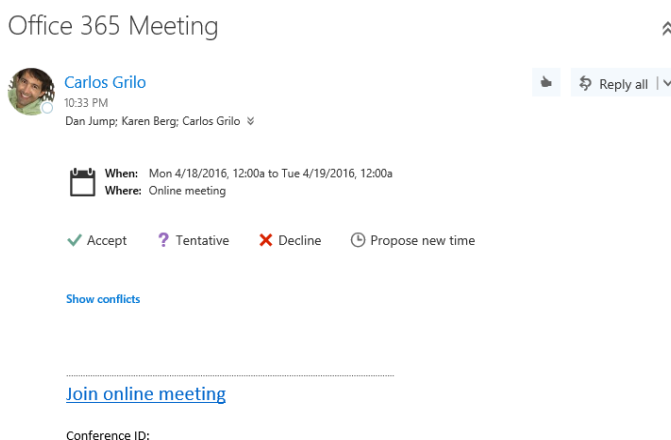 Office 365 Meeting
Carlos Grilo
10:33 PM
Reply all
Dan Jump; Karen Berg; Carlos Grilo
When: Mon 4/18/2016, 12:00a to Tue 4/19/2016, 12:00a
Where: Online meeting
Accept ? Tentative Decline Propose new time
Show conflicts
Join online meeting
Conference ID: